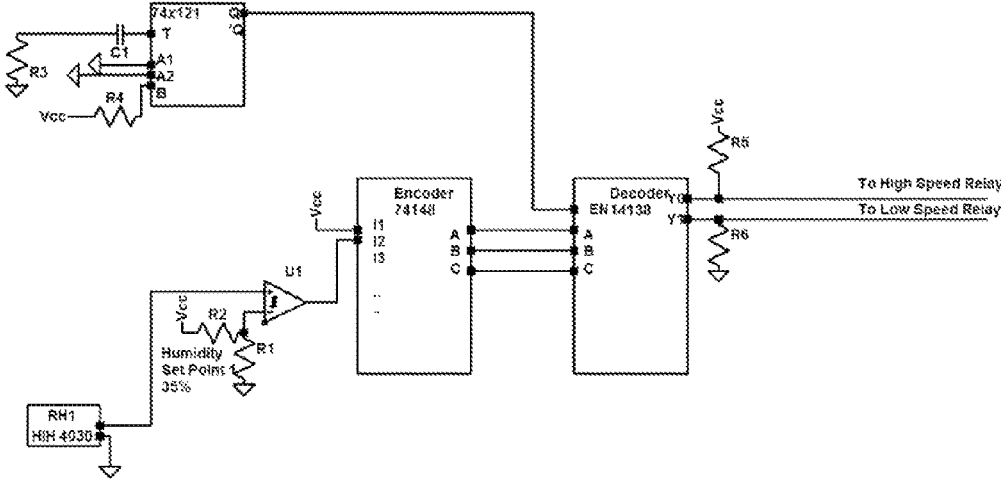 74x121
Q
Q
T
C1
R3
A1
A2
B
R4
Vcc
Vcc
R5
Encoder
74148
Decoder
EN 14138
Y0
To High Speed Relay
To Low Speed Relay
Y1
Vcc
I1
I2
I3
A
B
C
A
B
C
R6
..
..
U1
Vcc
R2
R1
Humidity
Set Point 1
35%
RH1
HIH 4030